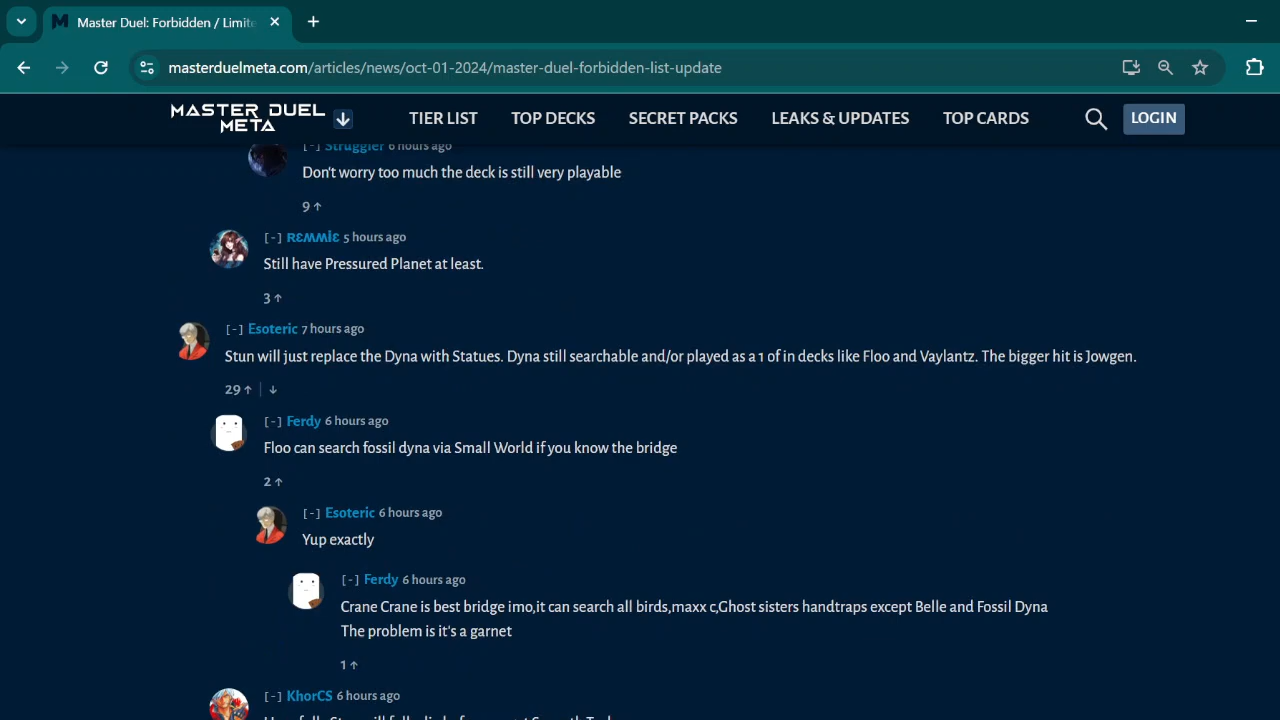 Master Duel: Forbidden / Limite
masterduelmeta.com/articles/news/oct-01-2024/master-duel-forbidden-list-update
MASTER DUEL
META
TIER LIST
TOP DECKS
SECRET PACKS
LEAKS & UPDATES
TOP CARDS
LOGIN
[-] Struggler 6 hours ago
Don't worry too much the deck is still very playable
9 ↑
[-] Rᴇᴍᴍɪᴇ 5 hours ago
Still have Pressured Planet at least.
3 ↑
[-] Esoteric 7 hours ago
Stun will just replace the Dyna with Statues. Dyna still searchable and/or played as a 1 of in decks like Floo and Vaylantz. The bigger hit is Jowgen.
29 ↑ | ↓
[-] Ferdy 6 hours ago
Floo can search fossil dyna via Small World if you know the bridge
2 ↑
[-] Esoteric 6 hours ago
Yup exactly
[-] Ferdy 6 hours ago
Crane Crane is best bridge imo,it can search all birds,maxx c,Ghost sisters handtraps except Belle and Fossil Dyna
The problem is it's a garnet
1 ↑
[-] KhorCS 6 hours ago